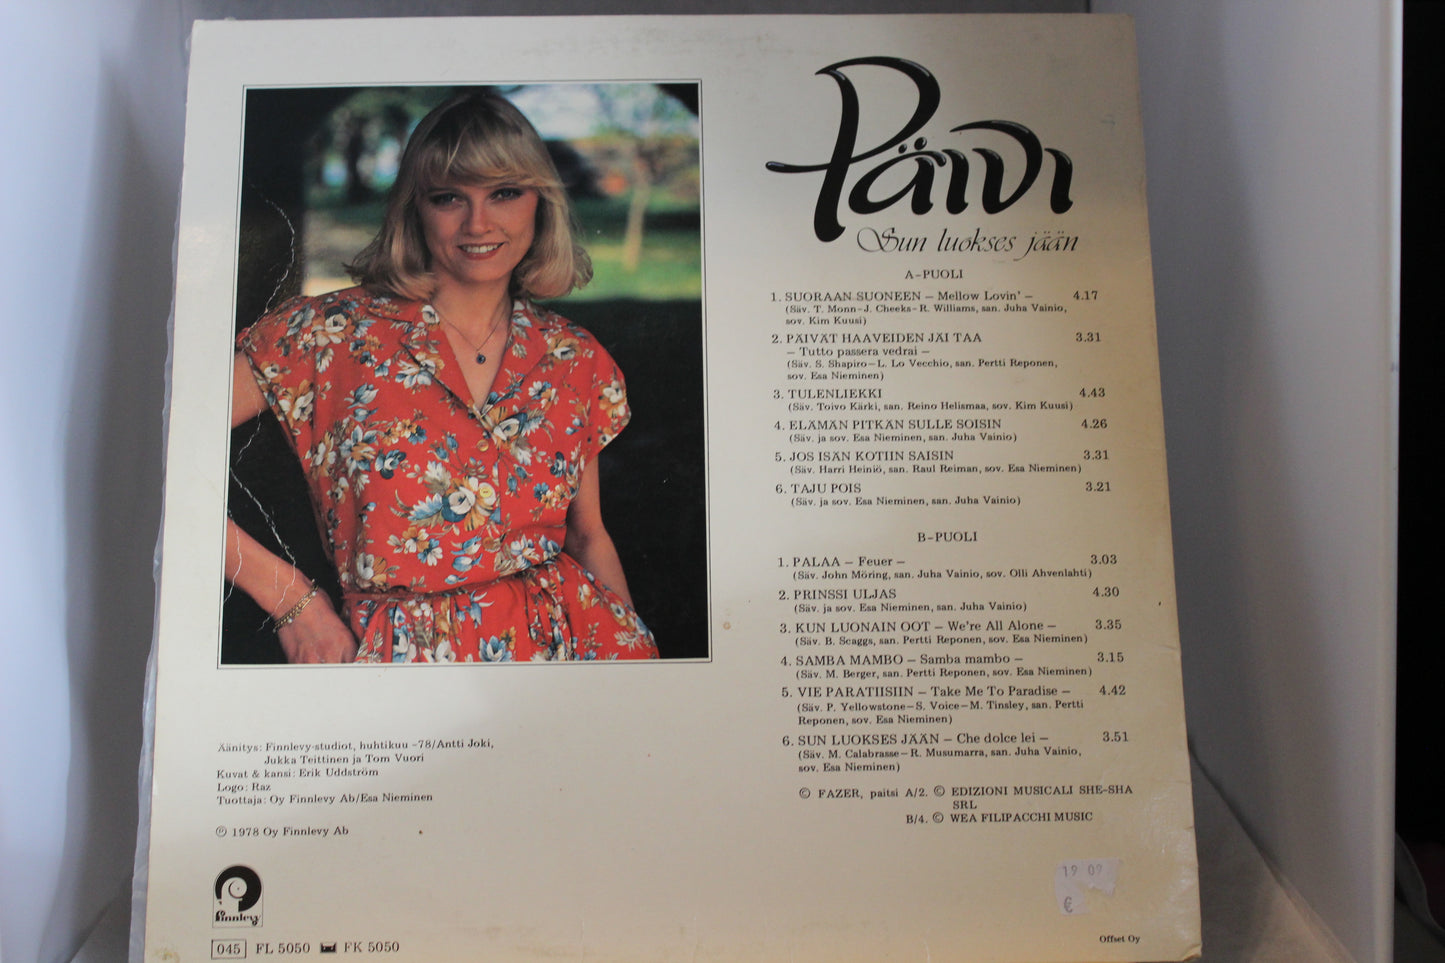 Päivi
Sun luokses jään
A-PUOLI
1. SUORAAN SUONEEN – Mellow Lovin' – 4.17
(Säv. T. Monn-J. Cheeks-R. Williams, san. Juha Vainio,
sov. Kim Kuusi)
2. PÄIVÄT HAAVEIDEN JÄI TAA 3.31
– Tutto passera vedrai –
(Säv. S. Shapiro-L. Lo Vecchio, san. Pertti Reponen,
sov. Esa Nieminen)
3. TULENLIEKKI 4.43
(Säv. Toivo Kärki, san. Reino Helismaa, sov. Kim Kuusi)
4. ELÄMÄN PITKÄN SULLE SOISIN 4.26
(Säv. ja sov. Esa Nieminen, san. Juha Vainio)
5. JOS ISÄN KOTIIN SAISIN 3.31
(Säv. Harri Heiniö, san. Raul Reiman, sov. Esa Nieminen)
6. TAJU POIS 3.21
(Säv. ja sov. Esa Nieminen, san. Juha Vainio)
B-PUOLI
1. PALAA – Feuer – 3.03
(Säv. John Möring, san. Juha Vainio, sov. Olli Ahvenlahti)
2. PRINSSI ULJAS 4.30
(Säv. ja sov. Esa Nieminen, san. Juha Vainio)
3. KUN LUONAIN OOT – We're All Alone – 3.35
(Säv. B. Scaggs, san. Pertti Reponen, sov. Esa Nieminen)
4. SAMBA MAMBO – Samba mambo – 3.15
(Säv. M. Berger, san. Pertti Reponen, sov. Esa Nieminen)
5. VIE PARATIISIIN – Take Me To Paradise – 4.42
(Säv. P. Yellowstone-S. Voice-M. Tinsley, san. Pertti
Reponen, sov. Esa Nieminen)
6. SUN LUOKSES JÄÄN – Che dolce lei – 3.51
(Säv. M. Calabrasse-R. Musumarra, san. Juha Vainio,
sov. Esa Nieminen)
© FAZER, paitsi A/2. © EDIZIONI MUSICALI SHE-SHA
SRL
B/4. © WEA FILIPACCHI MUSIC
Äänitys: Finnlevy-studiot, huhtikuu -78/Antti Joki,
Jukka Teittinen ja Tom Vuori
Kuvat & kansi: Erik Uddström
Logo: Raz
Tuottaja: Oy Finnlevy Ab/Esa Nieminen
℗ 1978 Oy Finnlevy Ab
finnlevy
045 FL 5050 FK 5050
19 09
€
Offset Oy